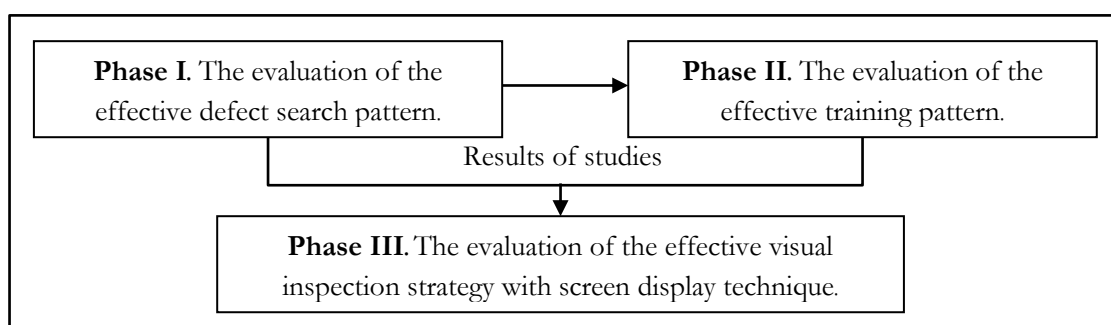 Phase I. The evaluation of the
effective defect search pattern.
Phase II. The evaluation of the
effective training pattern.
Results of studies
Phase III. The evaluation of the effective visual
inspection strategy with screen display technique.